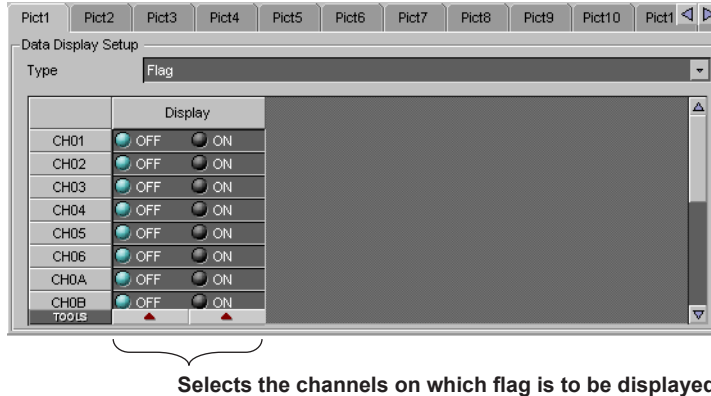 Pict1 Pict2 Pict3 Pict4 Pict5 Pict6 Pict7 Pict8 Pict9 Pict10 Pict1
Data Display Setup
Type Flag
Display
CH01 OFF ON
CH02 OFF ON
CH03 OFF ON
CH04 OFF ON
CH05 OFF ON
CH06 OFF ON
CH0A OFF ON
CH0B OFF ON
TOOLS
Selects the channels on which flag is to be displayed